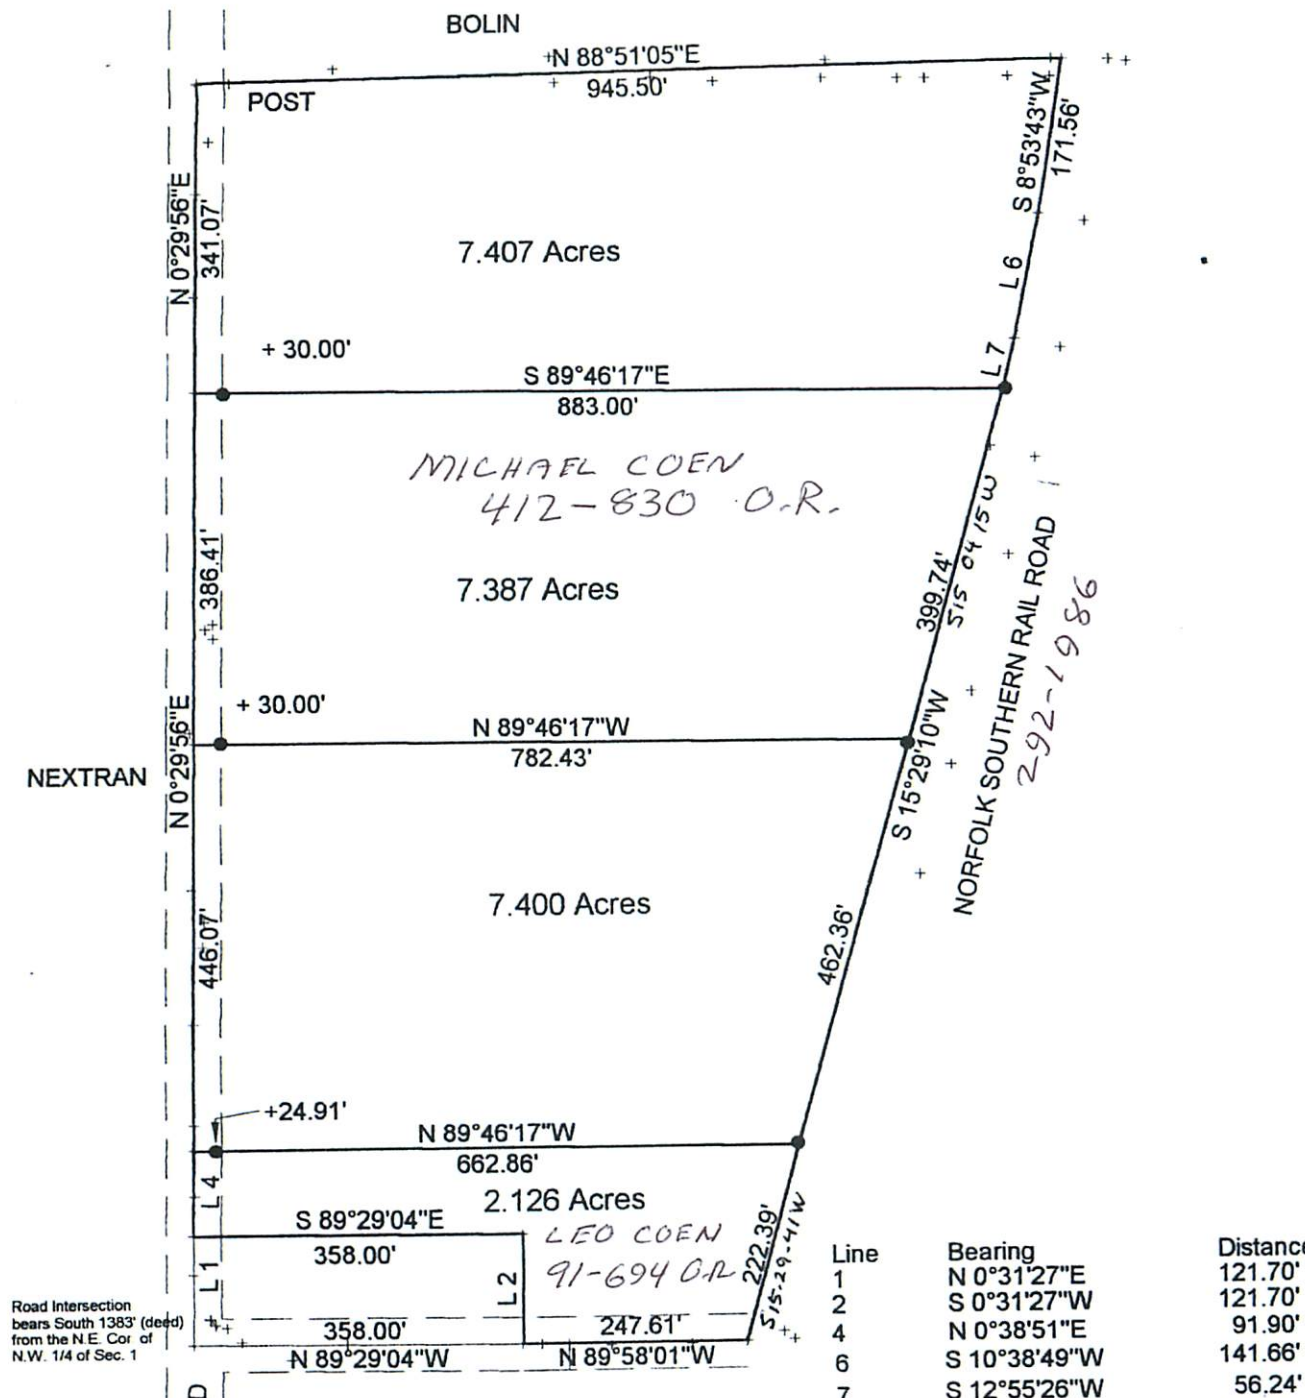 BOLIN
N 88°51'05"E
945.50'
POST
S 8°53'43"W
171.56'
N 0°29'56"E
341.07'
7.407 Acres
L 6
+ 30.00'
L 7
S 89°46'17"E
883.00'
MICHAEL COEN
412-830 O.R.
386.41'
7.387 Acres
399.74'
S15 04 15 W
NORFOLK SOUTHERN RAIL ROAD
292-1986
+ 30.00'
N 89°46'17"W
782.43'
NEXTRAN
N 0°29'56"E
S 15°29'10"W
7.400 Acres
446.07'
462.36'
+24.91'
N 89°46'17"W
662.86'
L 4
2.126 Acres
S 89°29'04"E
358.00'
LEO COEN
91-694 O.R.
222.39'
S15-29-41W
L 1
L 2
Road Intersection
bears South 1383' (deed)
from the N.E. Cor. of
N.W. 1/4 of Sec. 1
358.00'
247.61'
N 89°29'04"W
N 89°58'01"W
Line Bearing Distance
1 N 0°31'27"E 121.70'
2 S 0°31'27"W 121.70'
4 N 0°38'51"E 91.90'
6 S 10°38'49"W 141.66'
7 S 12°55'26"W 56.24'
D